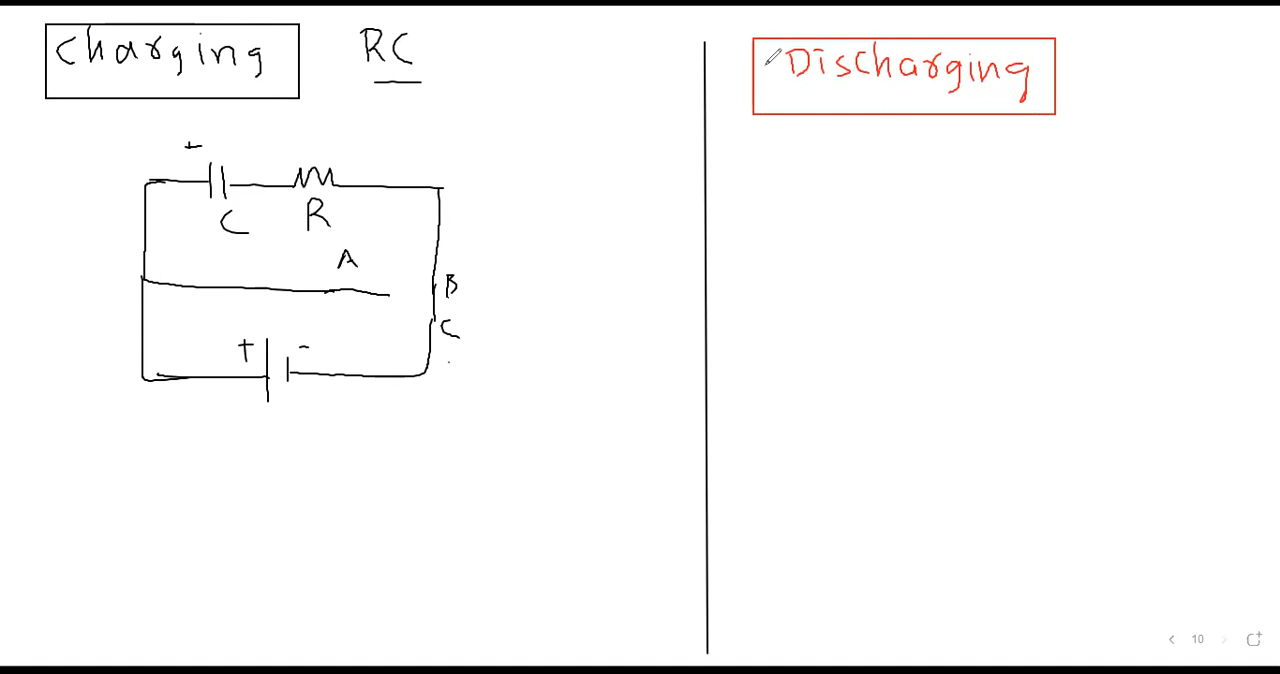 Charging RC
+
C R
A
B
C
+ -
Discharging
< 10 >